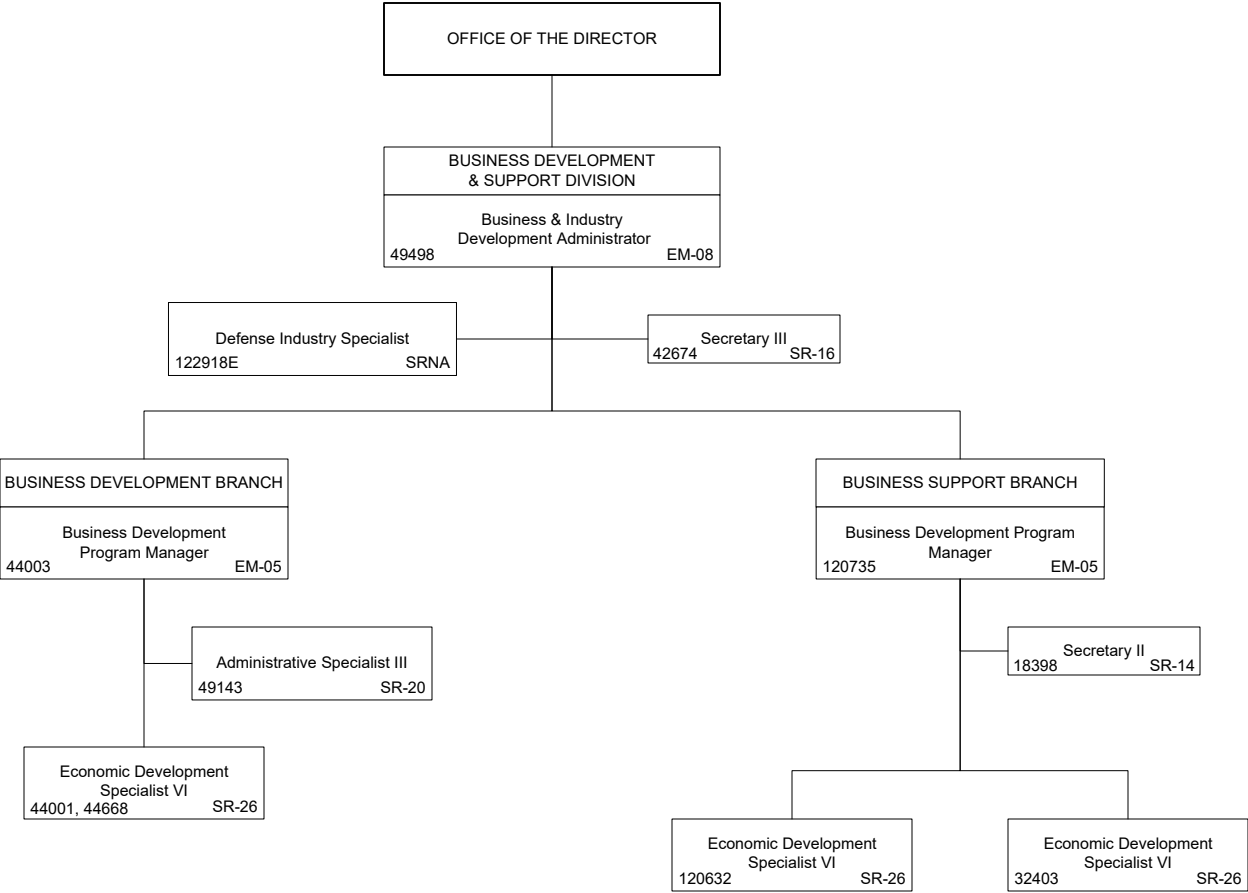 OFFICE OF THE DIRECTOR
BUSINESS DEVELOPMENT
& SUPPORT DIVISION
Business & Industry
Development Administrator
49498 EM-08
Defense Industry Specialist
122918E SRNA
Secretary III
42674 SR-16
BUSINESS DEVELOPMENT BRANCH
Business Development
Program Manager
44003 EM-05
Administrative Specialist III
49143 SR-20
Economic Development
Specialist VI
44001, 44668 SR-26
BUSINESS SUPPORT BRANCH
Business Development Program
Manager
120735 EM-05
Secretary II
18398 SR-14
Economic Development
Specialist VI
120632 SR-26
Economic Development
Specialist VI
32403 SR-26